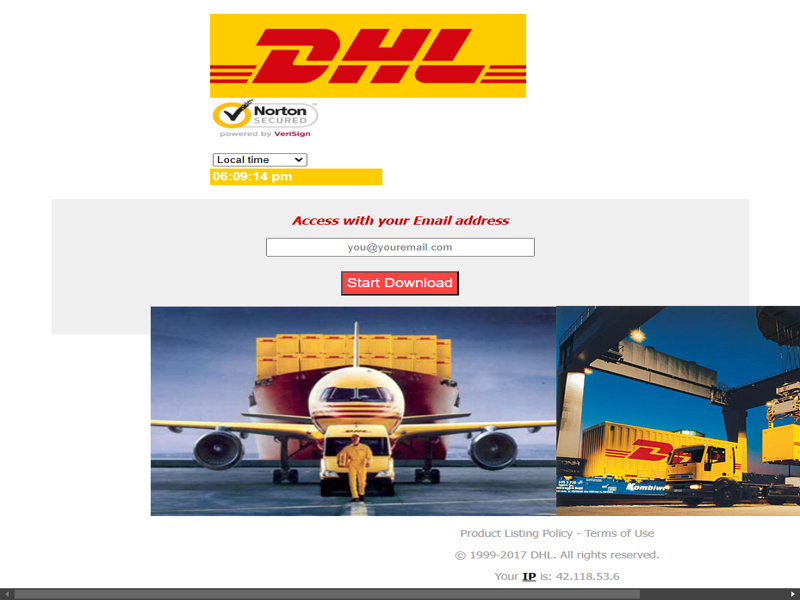 DHL
Norton
SECURED
powered by VeriSign
Local time
06:09:14 pm
Access with your Email address
you@youremail.com
Start Download
DHL
Kombiwe
Product Listing Policy - Terms of Use
© 1999-2017 DHL. All rights reserved.
Your IP is: 42.118.53.6